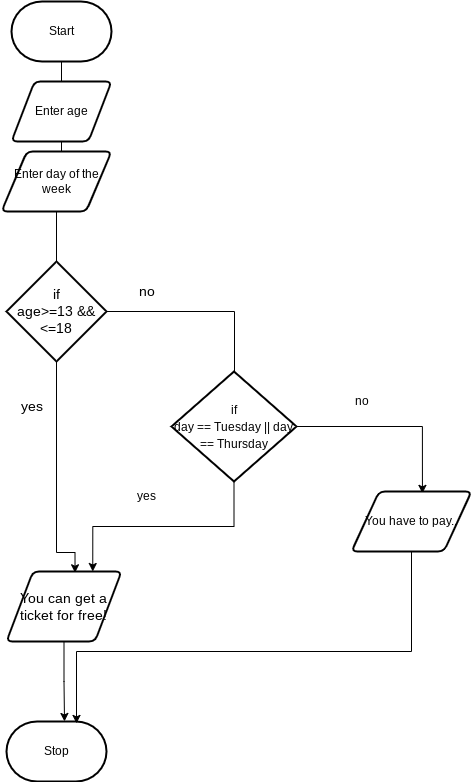 Start
Enter age
Enter day of the
week
if
age>=13 &&
<=18
no
yes
if
day == Tuesday || day
== Thursday
no
yes
You have to pay..
You can get a
ticket for free!
Stop